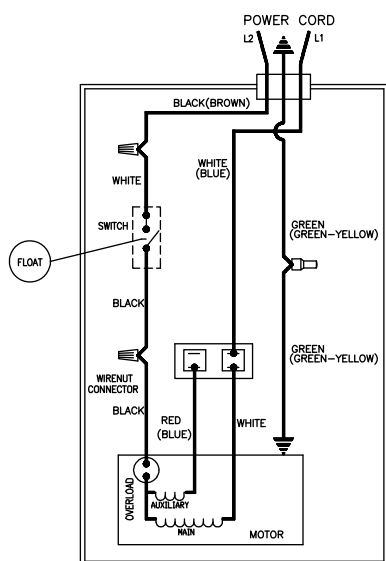 POWER CORD
L2
L1
BLACK(BROWN)
WHITE
(BLUE)
WHITE
SWITCH
GREEN
(GREEN-YELLOW)
FLOAT
BLACK
GREEN
(GREEN-YELLOW)
WIRENUT
CONNECTOR
BLACK
RED
(BLUE)
WHITE
OVERLOAD
AUXILIARY
MAIN
MOTOR